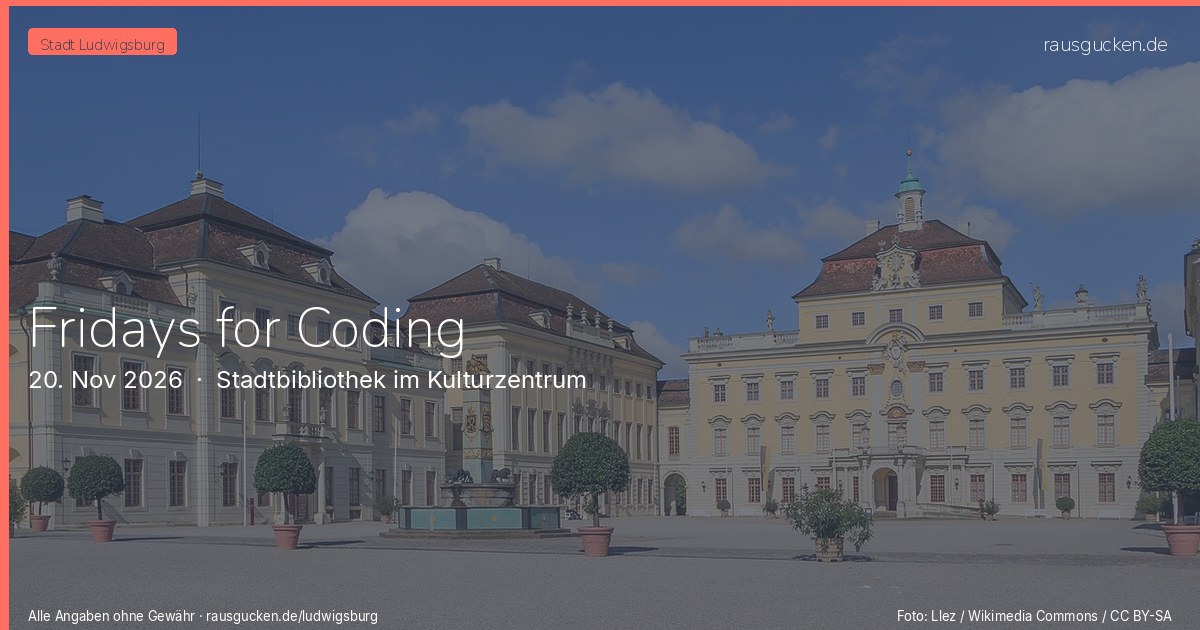 Stadt Ludwigsburg
rausgucken.de
Fridays for Coding
20. Nov 2026 · Stadtbibliothek im Kulturzentrum
Alle Angaben ohne Gewähr · rausgucken.de/ludwigsburg
Foto: Llez / Wikimedia Commons / CC BY-SA